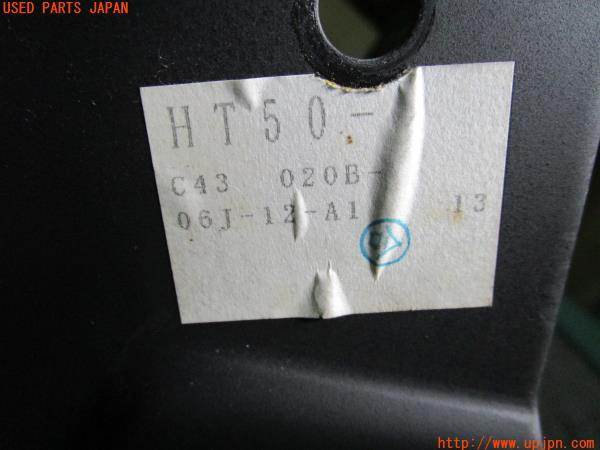 USED PARTS JAPAN
HT50-
C43 020B-
06J-12-A1 13
http://www.upjpn.com